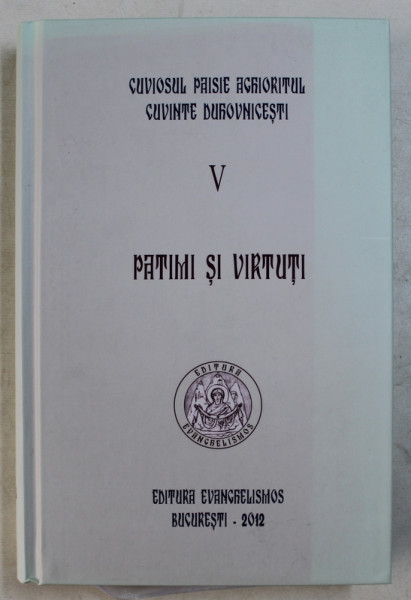 CUVIOSUL PAISIE AGHIORITUL
CUVINTE DUHOVNICEȘTI
V
PATIMI ȘI VIRTUȚI
EDITURA
EVANGHELISMOS
EDITURA EVANGHELISMOS
BUCUREȘTI - 2012